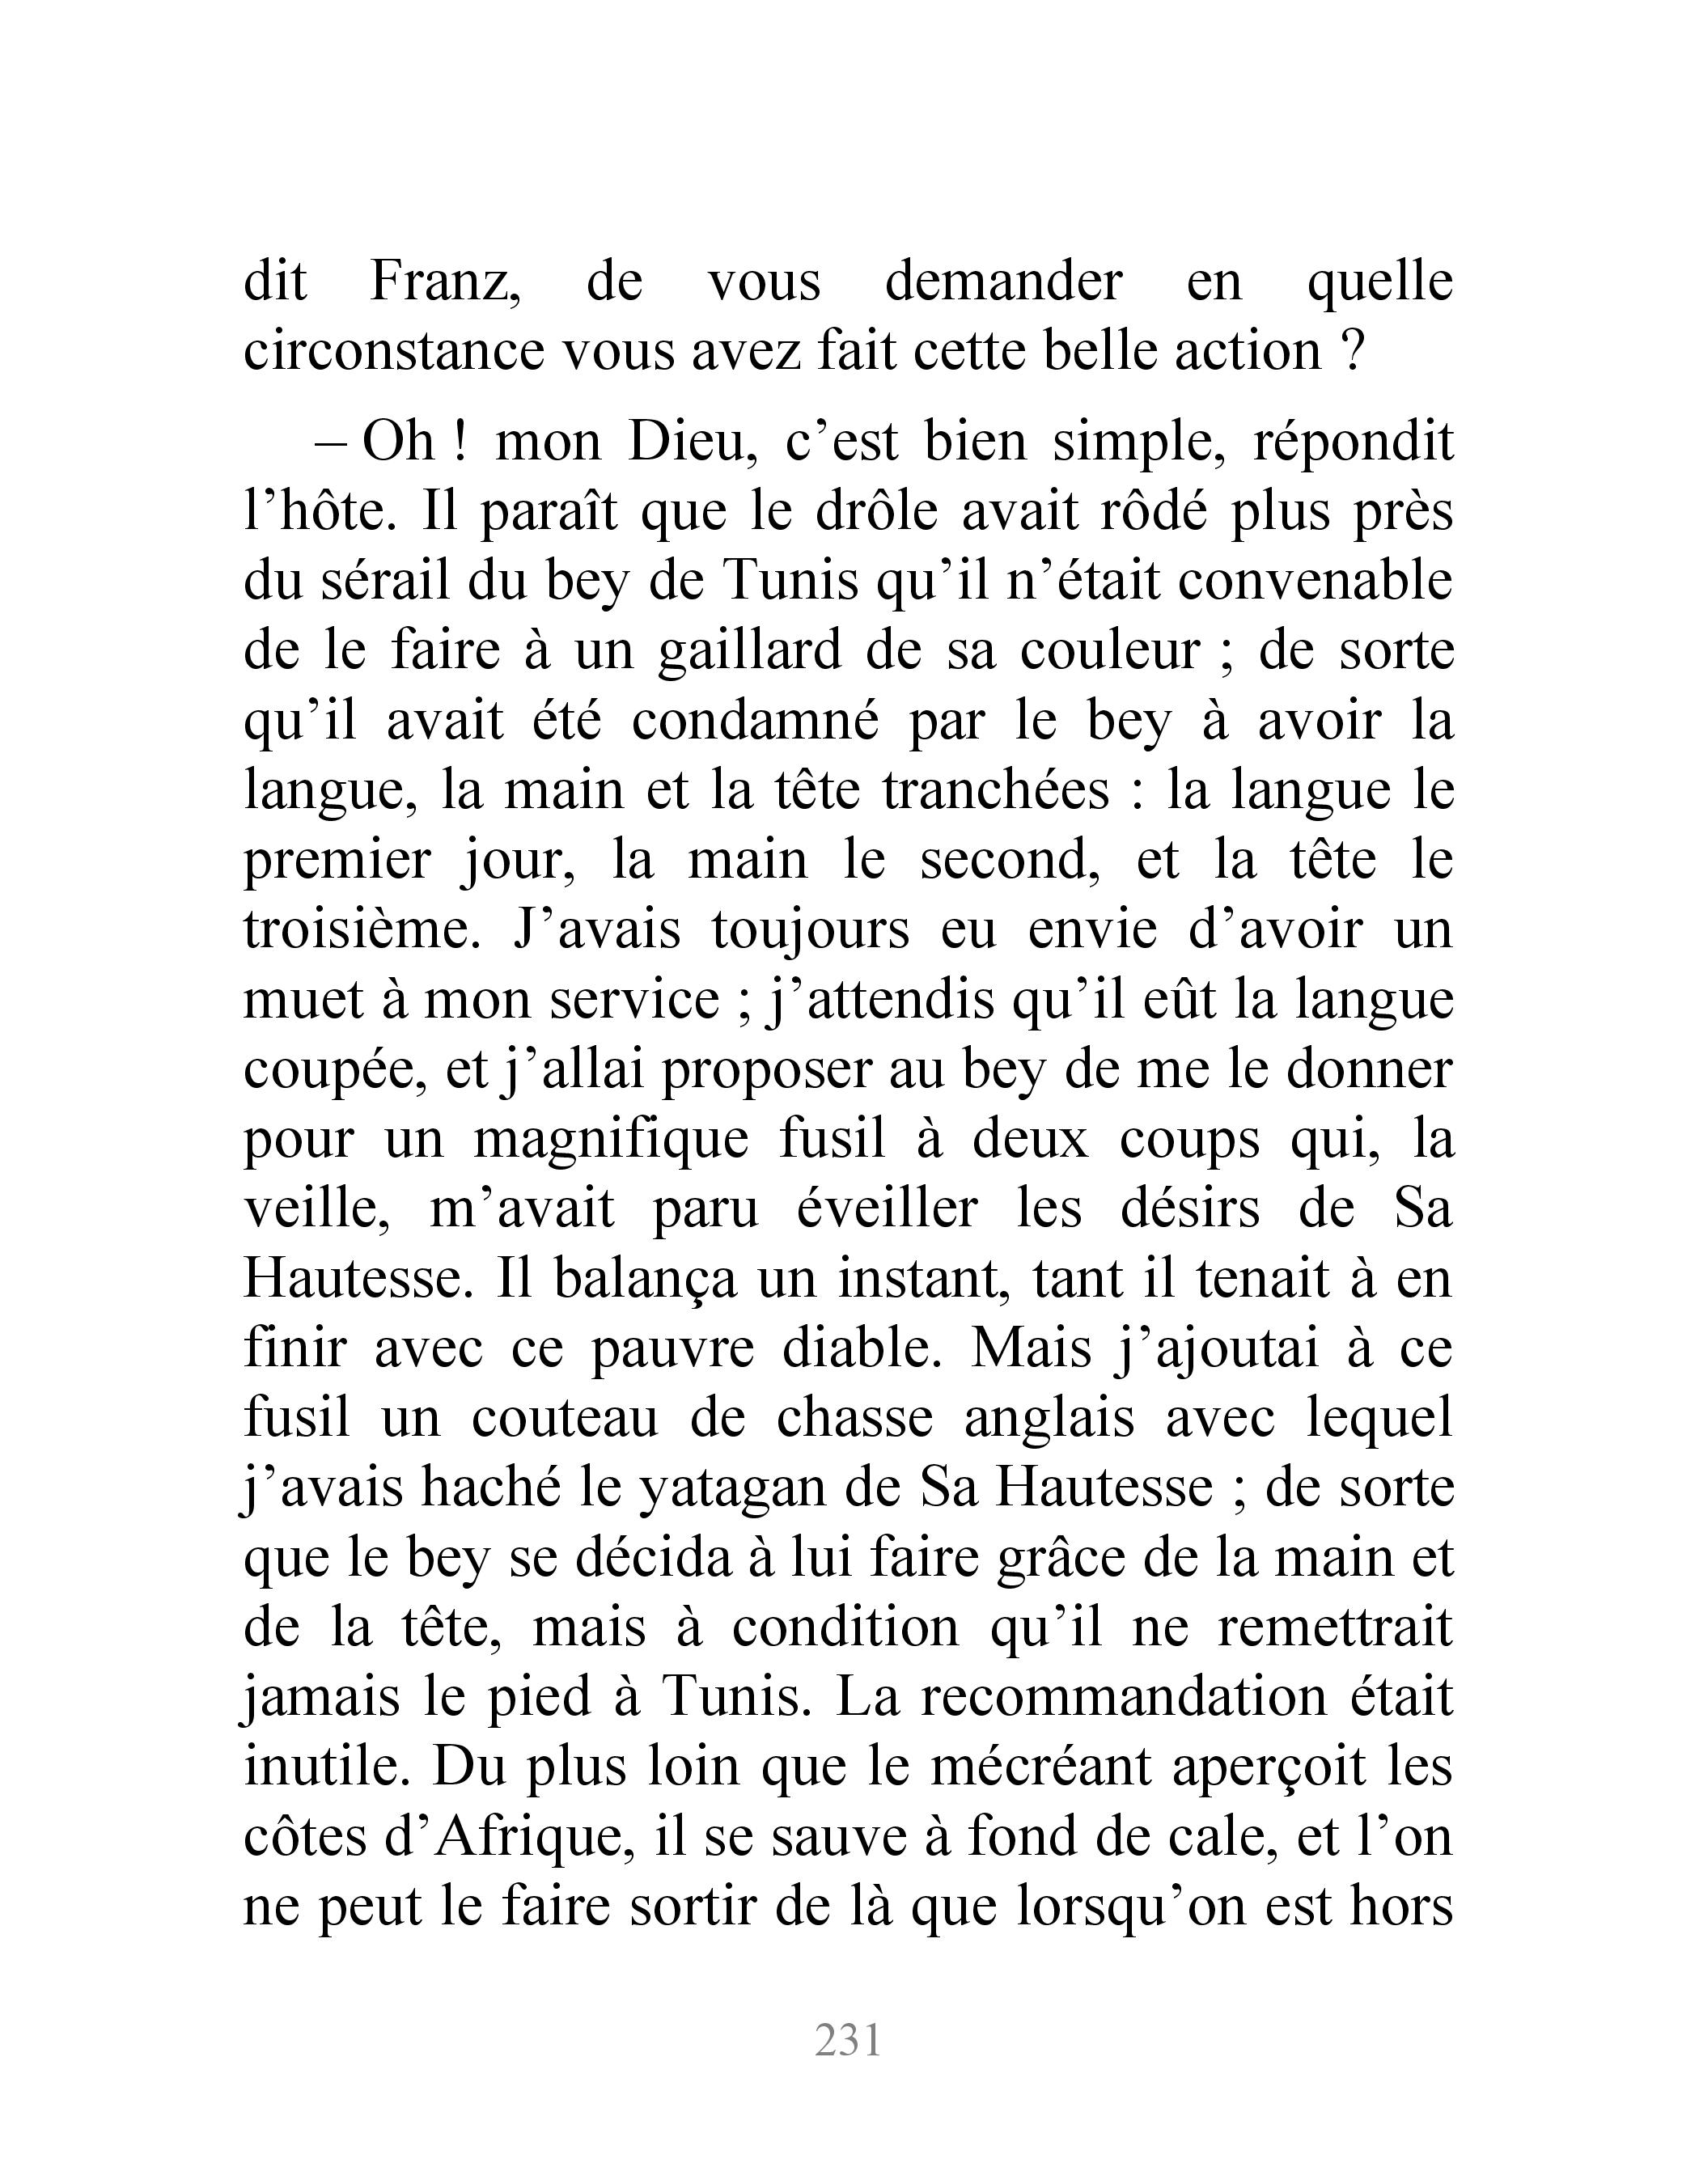 dit Franz, de vous demander en quelle
circonstance vous avez fait cette belle action ?
– Oh ! mon Dieu, c’est bien simple, répondit
l’hôte. Il paraît que le drôle avait rôdé plus près
du sérail du bey de Tunis qu’il n’était convenable
de le faire à un gaillard de sa couleur ; de sorte
qu’il avait été condamné par le bey à avoir la
langue, la main et la tête tranchées : la langue le
premier jour, la main le second, et la tête le
troisième. J’avais toujours eu envie d’avoir un
muet à mon service ; j’attendis qu’il eût la langue
coupée, et j’allai proposer au bey de me le donner
pour un magnifique fusil à deux coups qui, la
veille, m’avait paru éveiller les désirs de Sa
Hautesse. Il balança un instant, tant il tenait à en
finir avec ce pauvre diable. Mais j’ajoutai à ce
fusil un couteau de chasse anglais avec lequel
j’avais haché le yatagan de Sa Hautesse ; de sorte
que le bey se décida à lui faire grâce de la main et
de la tête, mais à condition qu’il ne remettrait
jamais le pied à Tunis. La recommandation était
inutile. Du plus loin que le mécréant aperçoit les
côtes d’Afrique, il se sauve à fond de cale, et l’on
ne peut le faire sortir de là que lorsqu’on est hors
231